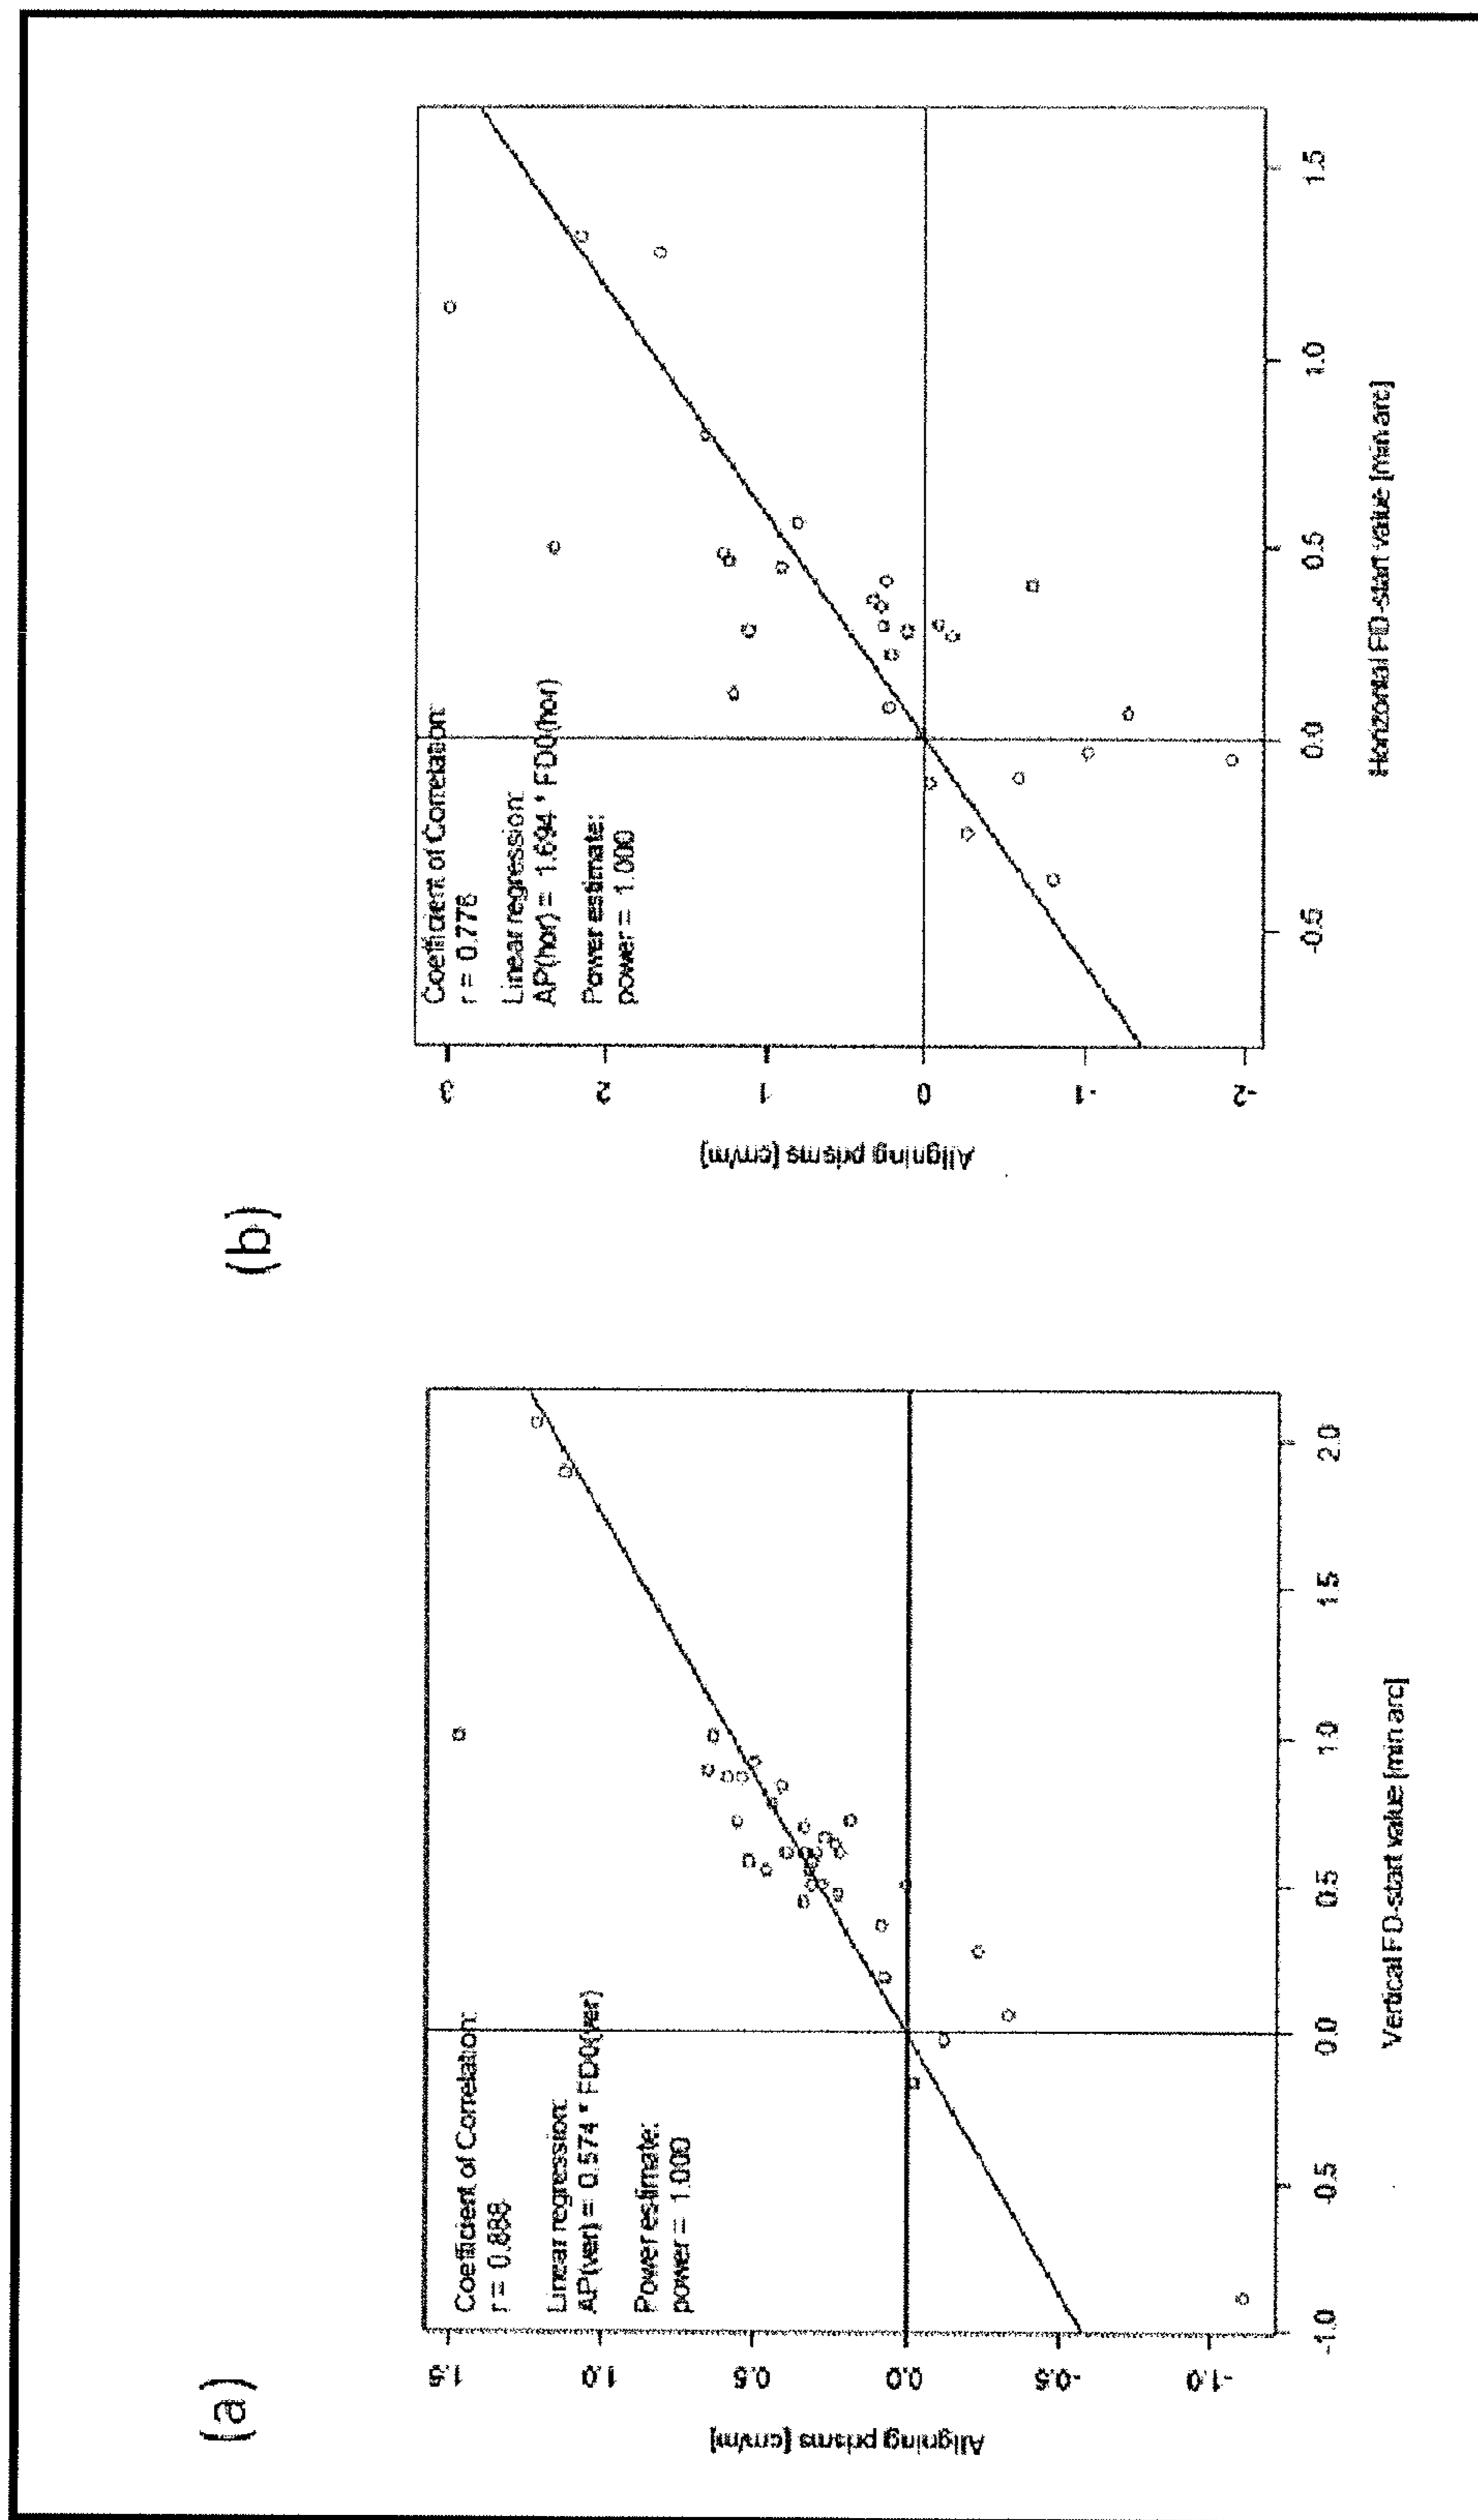 (a)
Coefficient of Correlation:
r = 0.888
Linear regression:
AP(ver) = 0.574 * FD0(ver)
Power estimate:
power = 1.000
Aligning prisms [cm/m]
1.5
1.0
0.5
0.0
-0.5
-1.0
-1.0 -0.5 0.0 0.5 1.0 1.5 2.0
Vertical FD-start value [min arc]
(b)
Coefficient of Correlation:
r = 0.776
Linear regression:
AP(hor) = 1.694 * FD0(hor)
Power estimate:
power = 1.000
Aligning prisms [cm/m]
3
2
1
0
-1
-2
-0.5 0.0 0.5 1.0 1.5
Horizontal FD-start value [min arc]